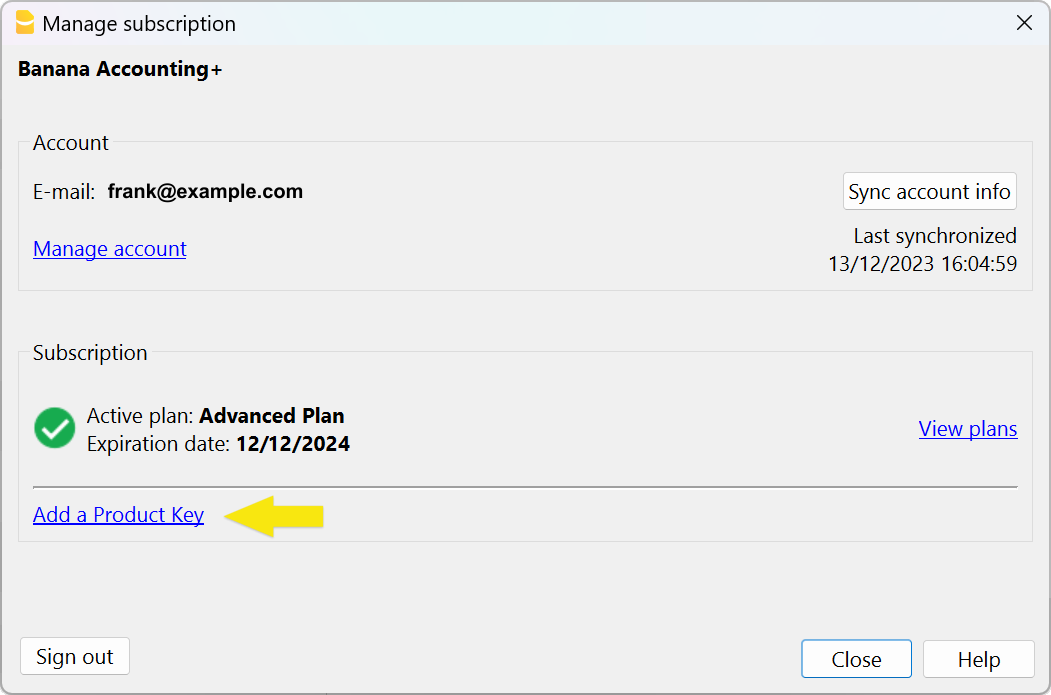 Manage subscription
Banana Accounting+
Account
E-mail: frank@example.com
Sync account info
Manage account
Last synchronized
13/12/2023 16:04:59
Subscription
Active plan: Advanced Plan
Expiration date: 12/12/2024
View plans
Add a Product Key
Sign out
Close
Help